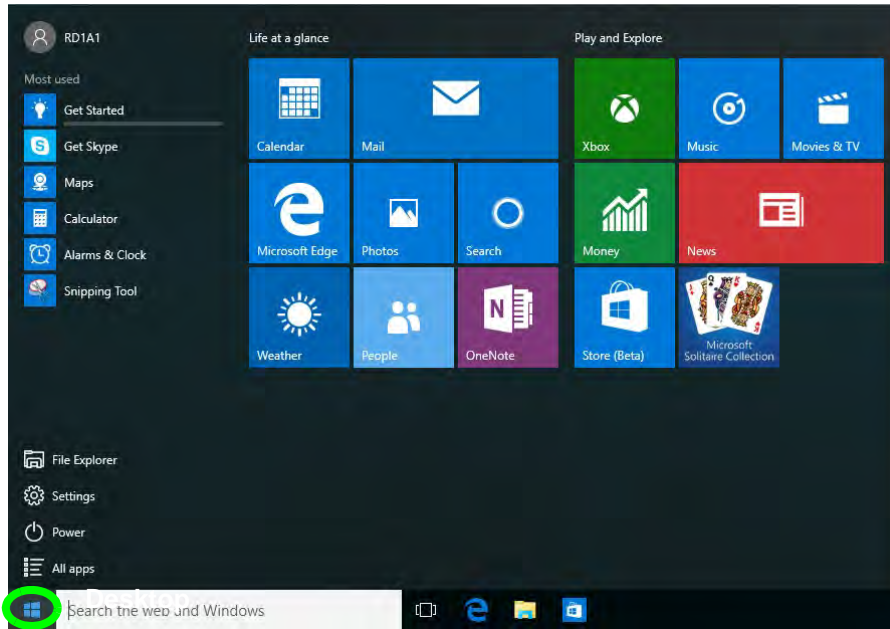 RD1A1
Most used
Get Started
Get Skype
Maps
Calculator
Alarms & Clock
Snipping Tool
File Explorer
Settings
Power
All apps
Life at a glance
Calendar
Mail
Microsoft Edge
Photos
Search
Weather
People
OneNote
N
Play and Explore
Xbox
Music
Movies & TV
Money
News
Store (Beta)
Microsoft
Solitaire Collection
Desktop
Search the web and Windows